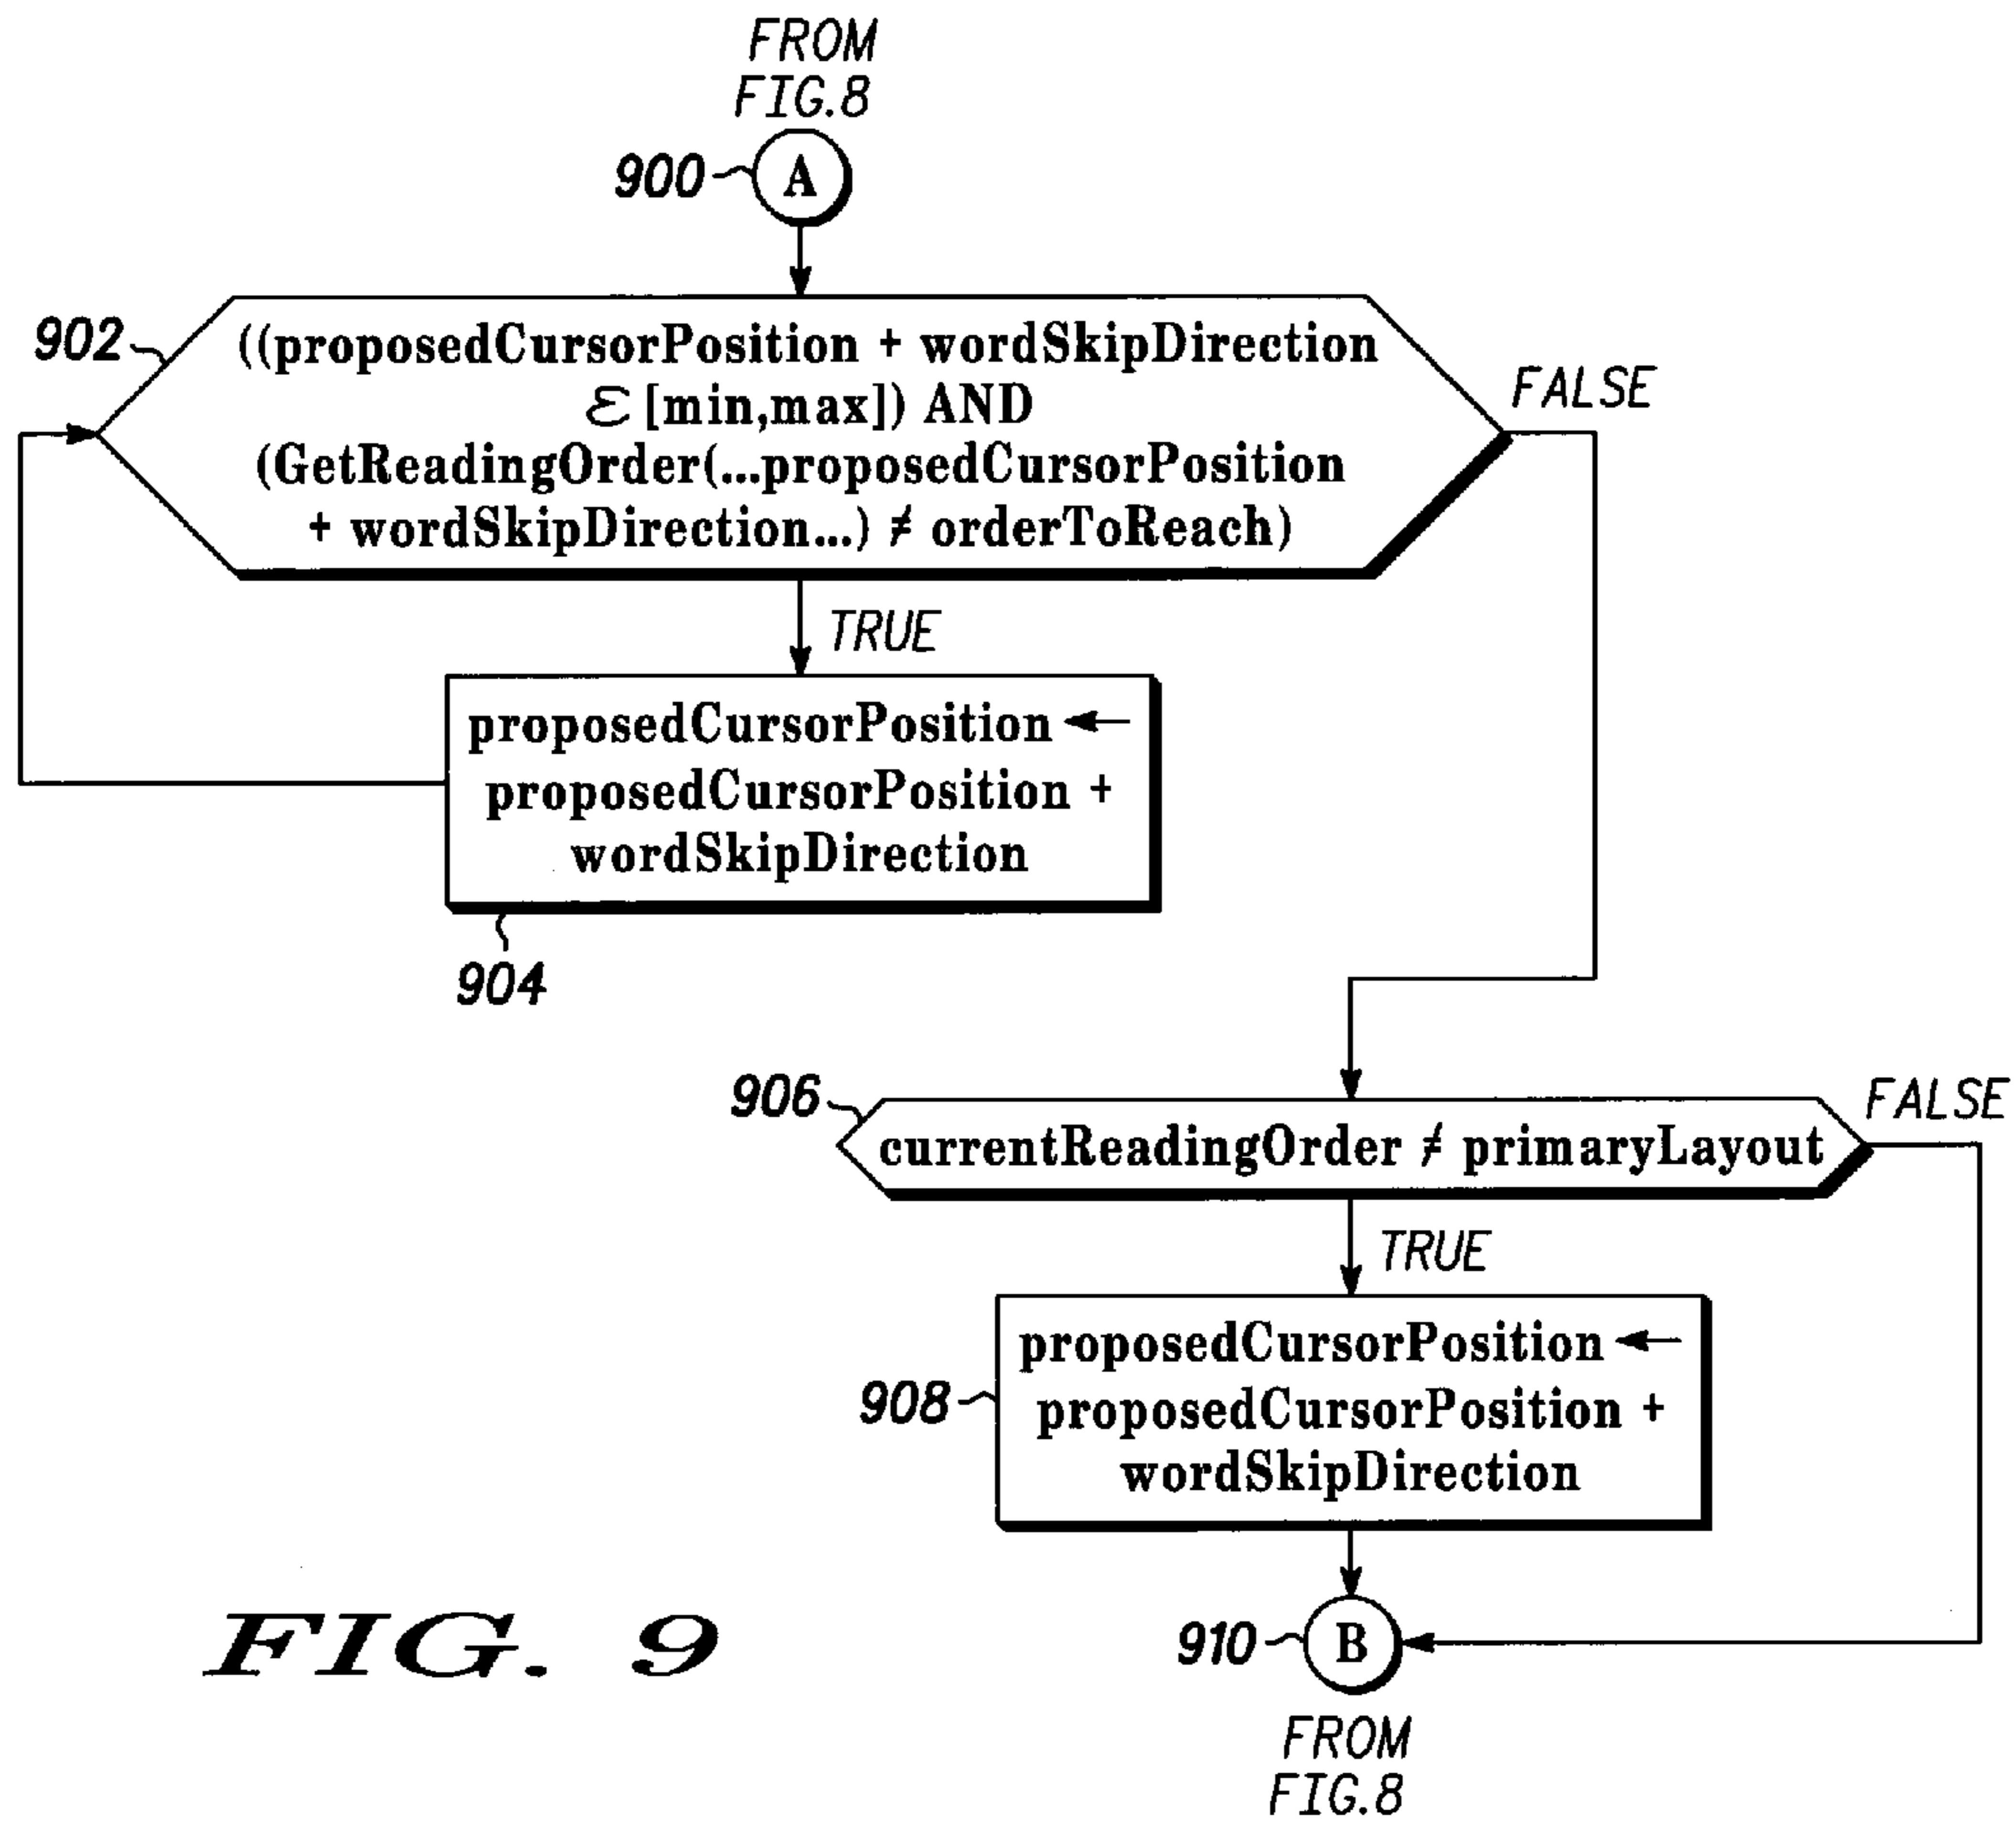 FROM
FIG.8
900
A
902
((proposedCursorPosition + wordSkipDirection
ε [min,max]) AND
(GetReadingOrder(...proposedCursorPosition
+ wordSkipDirection...) ≠ orderToReach)
FALSE
TRUE
proposedCursorPosition ←
proposedCursorPosition +
wordSkipDirection
904
906
currentReadingOrder ≠ primaryLayout
FALSE
TRUE
proposedCursorPosition ←
908
proposedCursorPosition +
wordSkipDirection
910
B
FROM
FIG.8
FIG. 9